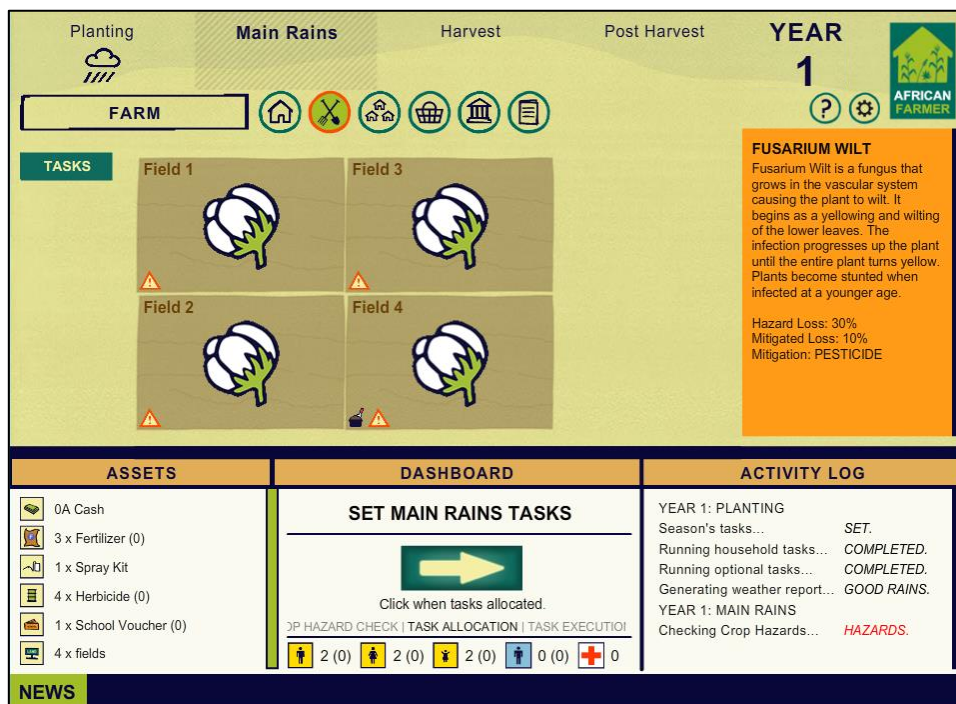 Planting
Main Rains
Harvest
Post Harvest
YEAR
1
AFRICAN
FARMER
FARM
?
TASKS
Field 1
Field 3
Field 2
Field 4
FUSARIUM WILT
Fusarium Wilt is a fungus that
grows in the vascular system
causing the plant to wilt. It
begins as a yellowing and wilting
of the lower leaves. The
infection progresses up the plant
until the entire plant turns yellow.
Plants become stunted when
infected at a younger age.
Hazard Loss: 30%
Mitigated Loss: 10%
Mitigation: PESTICIDE
ASSETS
0A Cash
3 x Fertilizer (0)
1 x Spray Kit
4 x Herbicide (0)
1 x School Voucher (0)
4 x fields
DASHBOARD
SET MAIN RAINS TASKS
Click when tasks allocated.
OP HAZARD CHECK | TASK ALLOCATION | TASK EXECUTIO
2 (0) 2 (0) 2 (0) 0 (0) 0
ACTIVITY LOG
YEAR 1: PLANTING
Season's tasks... SET.
Running household tasks... COMPLETED.
Running optional tasks... COMPLETED.
Generating weather report... GOOD RAINS.
YEAR 1: MAIN RAINS
Checking Crop Hazards... HAZARDS.
NEWS